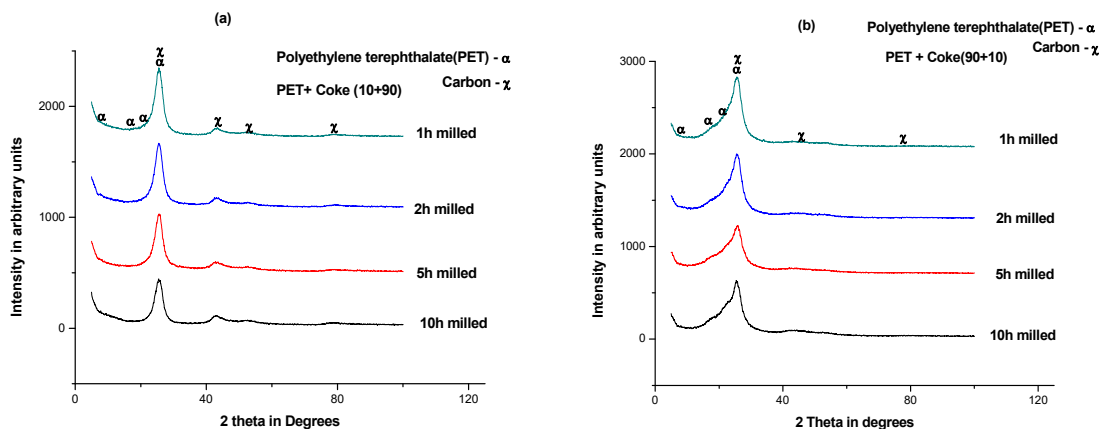 (a)
Polyethylene terephthalate(PET) - α
Carbon - χ
PET+ Coke (10+90)
χ
α
α
α
α
χ
χ
χ
1h milled
2h milled
5h milled
10h milled
2000
1000
0
0
40
80
120
Intensity in arbitrary units
2 theta in Degrees
(b)
Polyethylene terephthalate(PET) - α
Carbon - χ
PET + Coke(90+10)
χ
α
α
α
α
χ
χ
1h milled
2h milled
5h milled
10h milled
3000
2000
1000
0
0
40
80
120
Intensity in arbitrary units
2 Theta in degrees